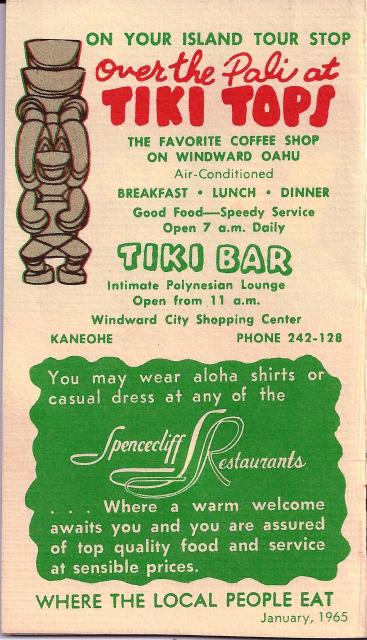 ON YOUR ISLAND TOUR STOP
Over the Pali at
TIKI TOPS
THE FAVORITE COFFEE SHOP
ON WINDWARD OAHU
Air-Conditioned
BREAKFAST • LUNCH • DINNER
Good Food—Speedy Service
Open 7 a.m. Daily
TIKI BAR
Intimate Polynesian Lounge
Open from 11 a.m.
Windward City Shopping Center
KANEOHE PHONE 242-128
You may wear aloha shirts or
casual dress at any of the
Spencecliff Restaurants
. . . Where a warm welcome
awaits you and you are assured
of top quality food and service
at sensible prices.
WHERE THE LOCAL PEOPLE EAT
January, 1965